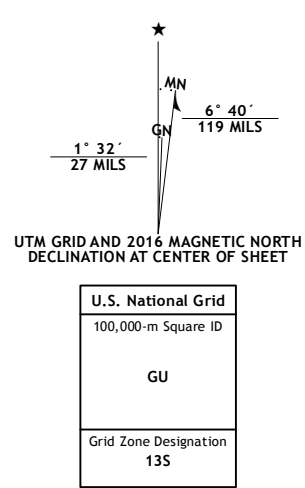 ★
MN
GN
6° 40´
119 MILS
1° 32´
27 MILS
UTM GRID AND 2016 MAGNETIC NORTH
DECLINATION AT CENTER OF SHEET
U.S. National Grid
100,000-m Square ID
GU
Grid Zone Designation
13S